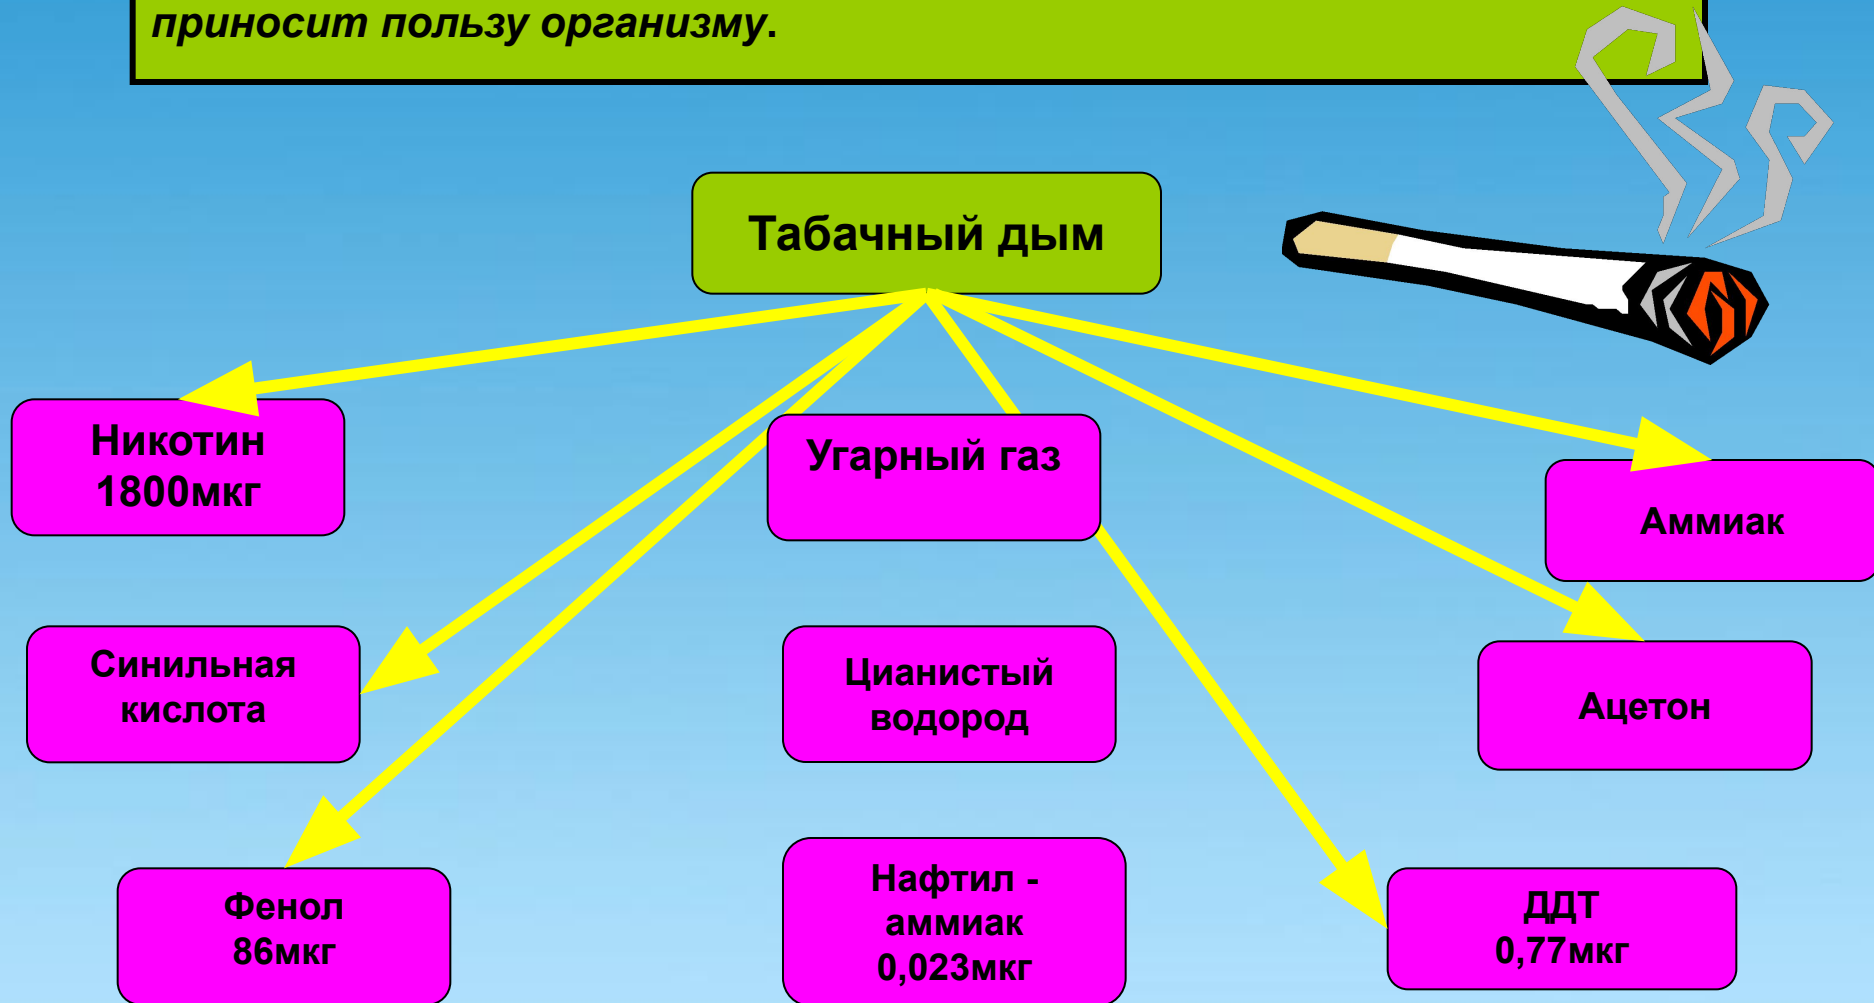 приносит пользу организму.
Табачный дым
Никотин
1800мкг
Угарный газ
Аммиак
Синильная
кислота
Цианистый
водород
Ацетон
Фенол
86мкг
Нафтил -
аммиак
0,023мкг
ДДТ
0,77мкг